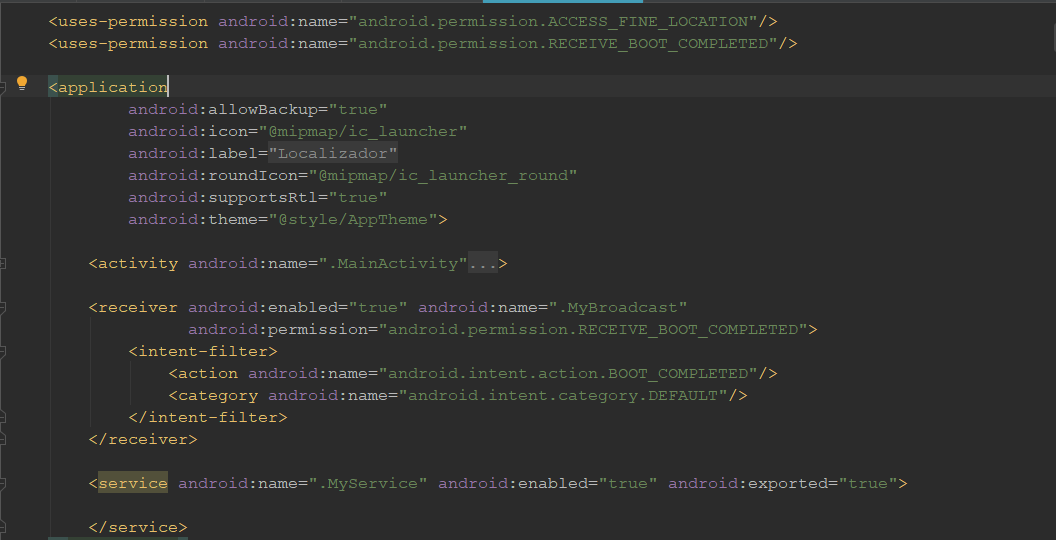 <uses-permission android:name="android.permission.ACCESS_FINE_LOCATION"/>
<uses-permission android:name="android.permission.RECEIVE_BOOT_COMPLETED"/>
<application
android:allowBackup="true"
android:icon="@mipmap/ic_launcher"
android:label="Localizador"
android:roundIcon="@mipmap/ic_launcher_round"
android:supportsRtl="true"
android:theme="@style/AppTheme">
<activity android:name=".MainActivity"...>
<receiver android:enabled="true" android:name=".MyBroadcast"
android:permission="android.permission.RECEIVE_BOOT_COMPLETED">
<intent-filter>
<action android:name="android.intent.action.BOOT_COMPLETED"/>
<category android:name="android.intent.category.DEFAULT"/>
</intent-filter>
</receiver>
<service android:name=".MyService" android:enabled="true" android:exported="true">
</service>